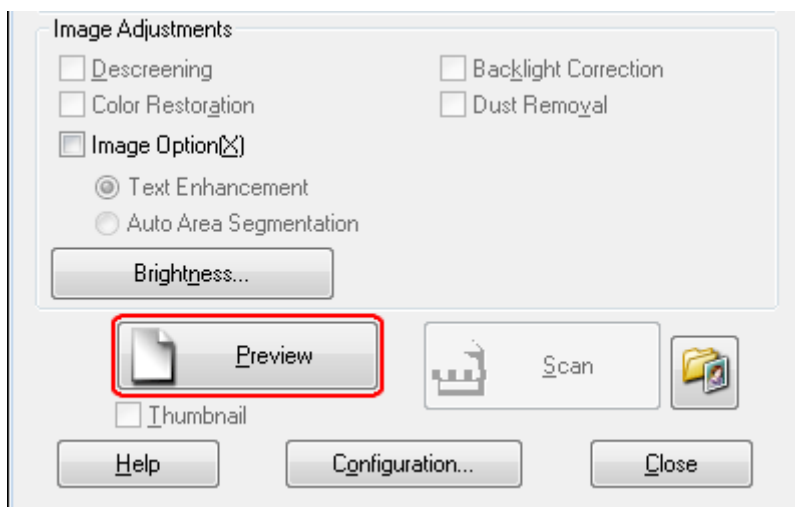 Image Adjustments
Descreening Backlight Correction
Color Restoration Dust Removal
Image Option(X)
Text Enhancement
Auto Area Segmentation
Brightness...
Preview Scan
Thumbnail
Help Configuration... Close